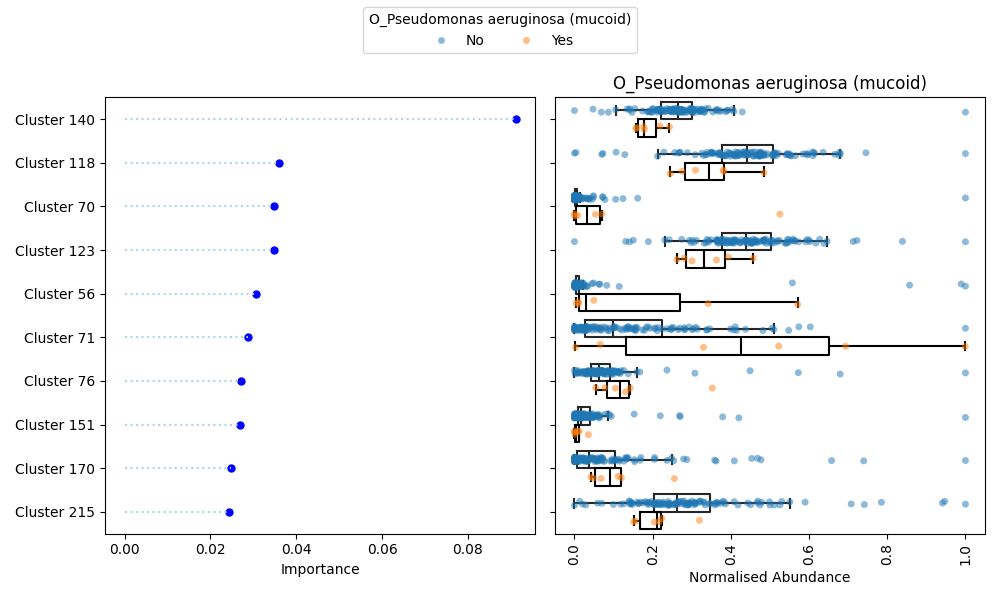 O_Pseudomonas aeruginosa (mucoid)
No Yes
O_Pseudomonas aeruginosa (mucoid)
Cluster 140
Cluster 118
Cluster 70
Cluster 123
Cluster 56
Cluster 71
Cluster 76
Cluster 151
Cluster 170
Cluster 215
0.00 0.02 0.04 0.06 0.08
Importance
0.0 0.2 0.4 0.6 0.8 1.0
Normalised Abundance